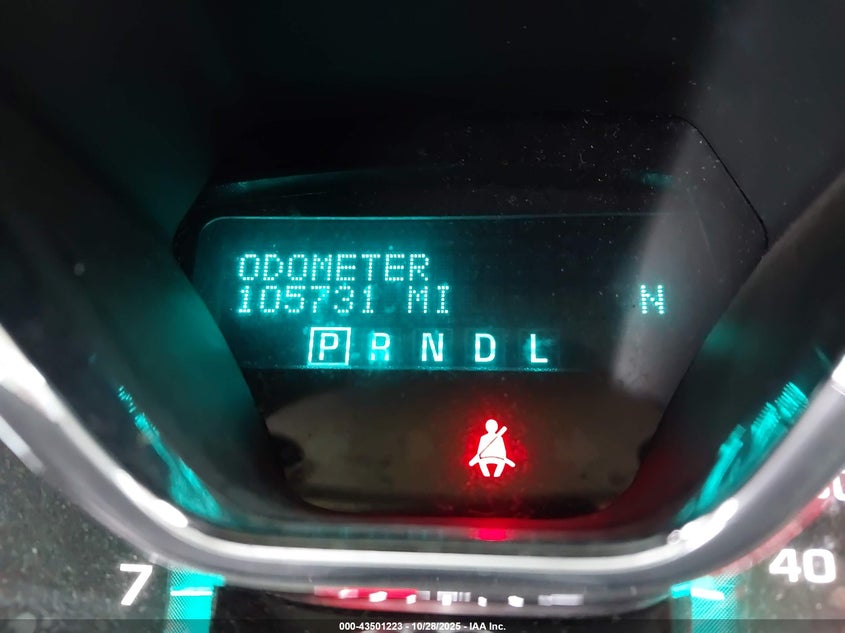 ODOMETER
105731 MI N
P R N D L
7
40
000-43501223 - 10/28/2025 - IAA Inc.